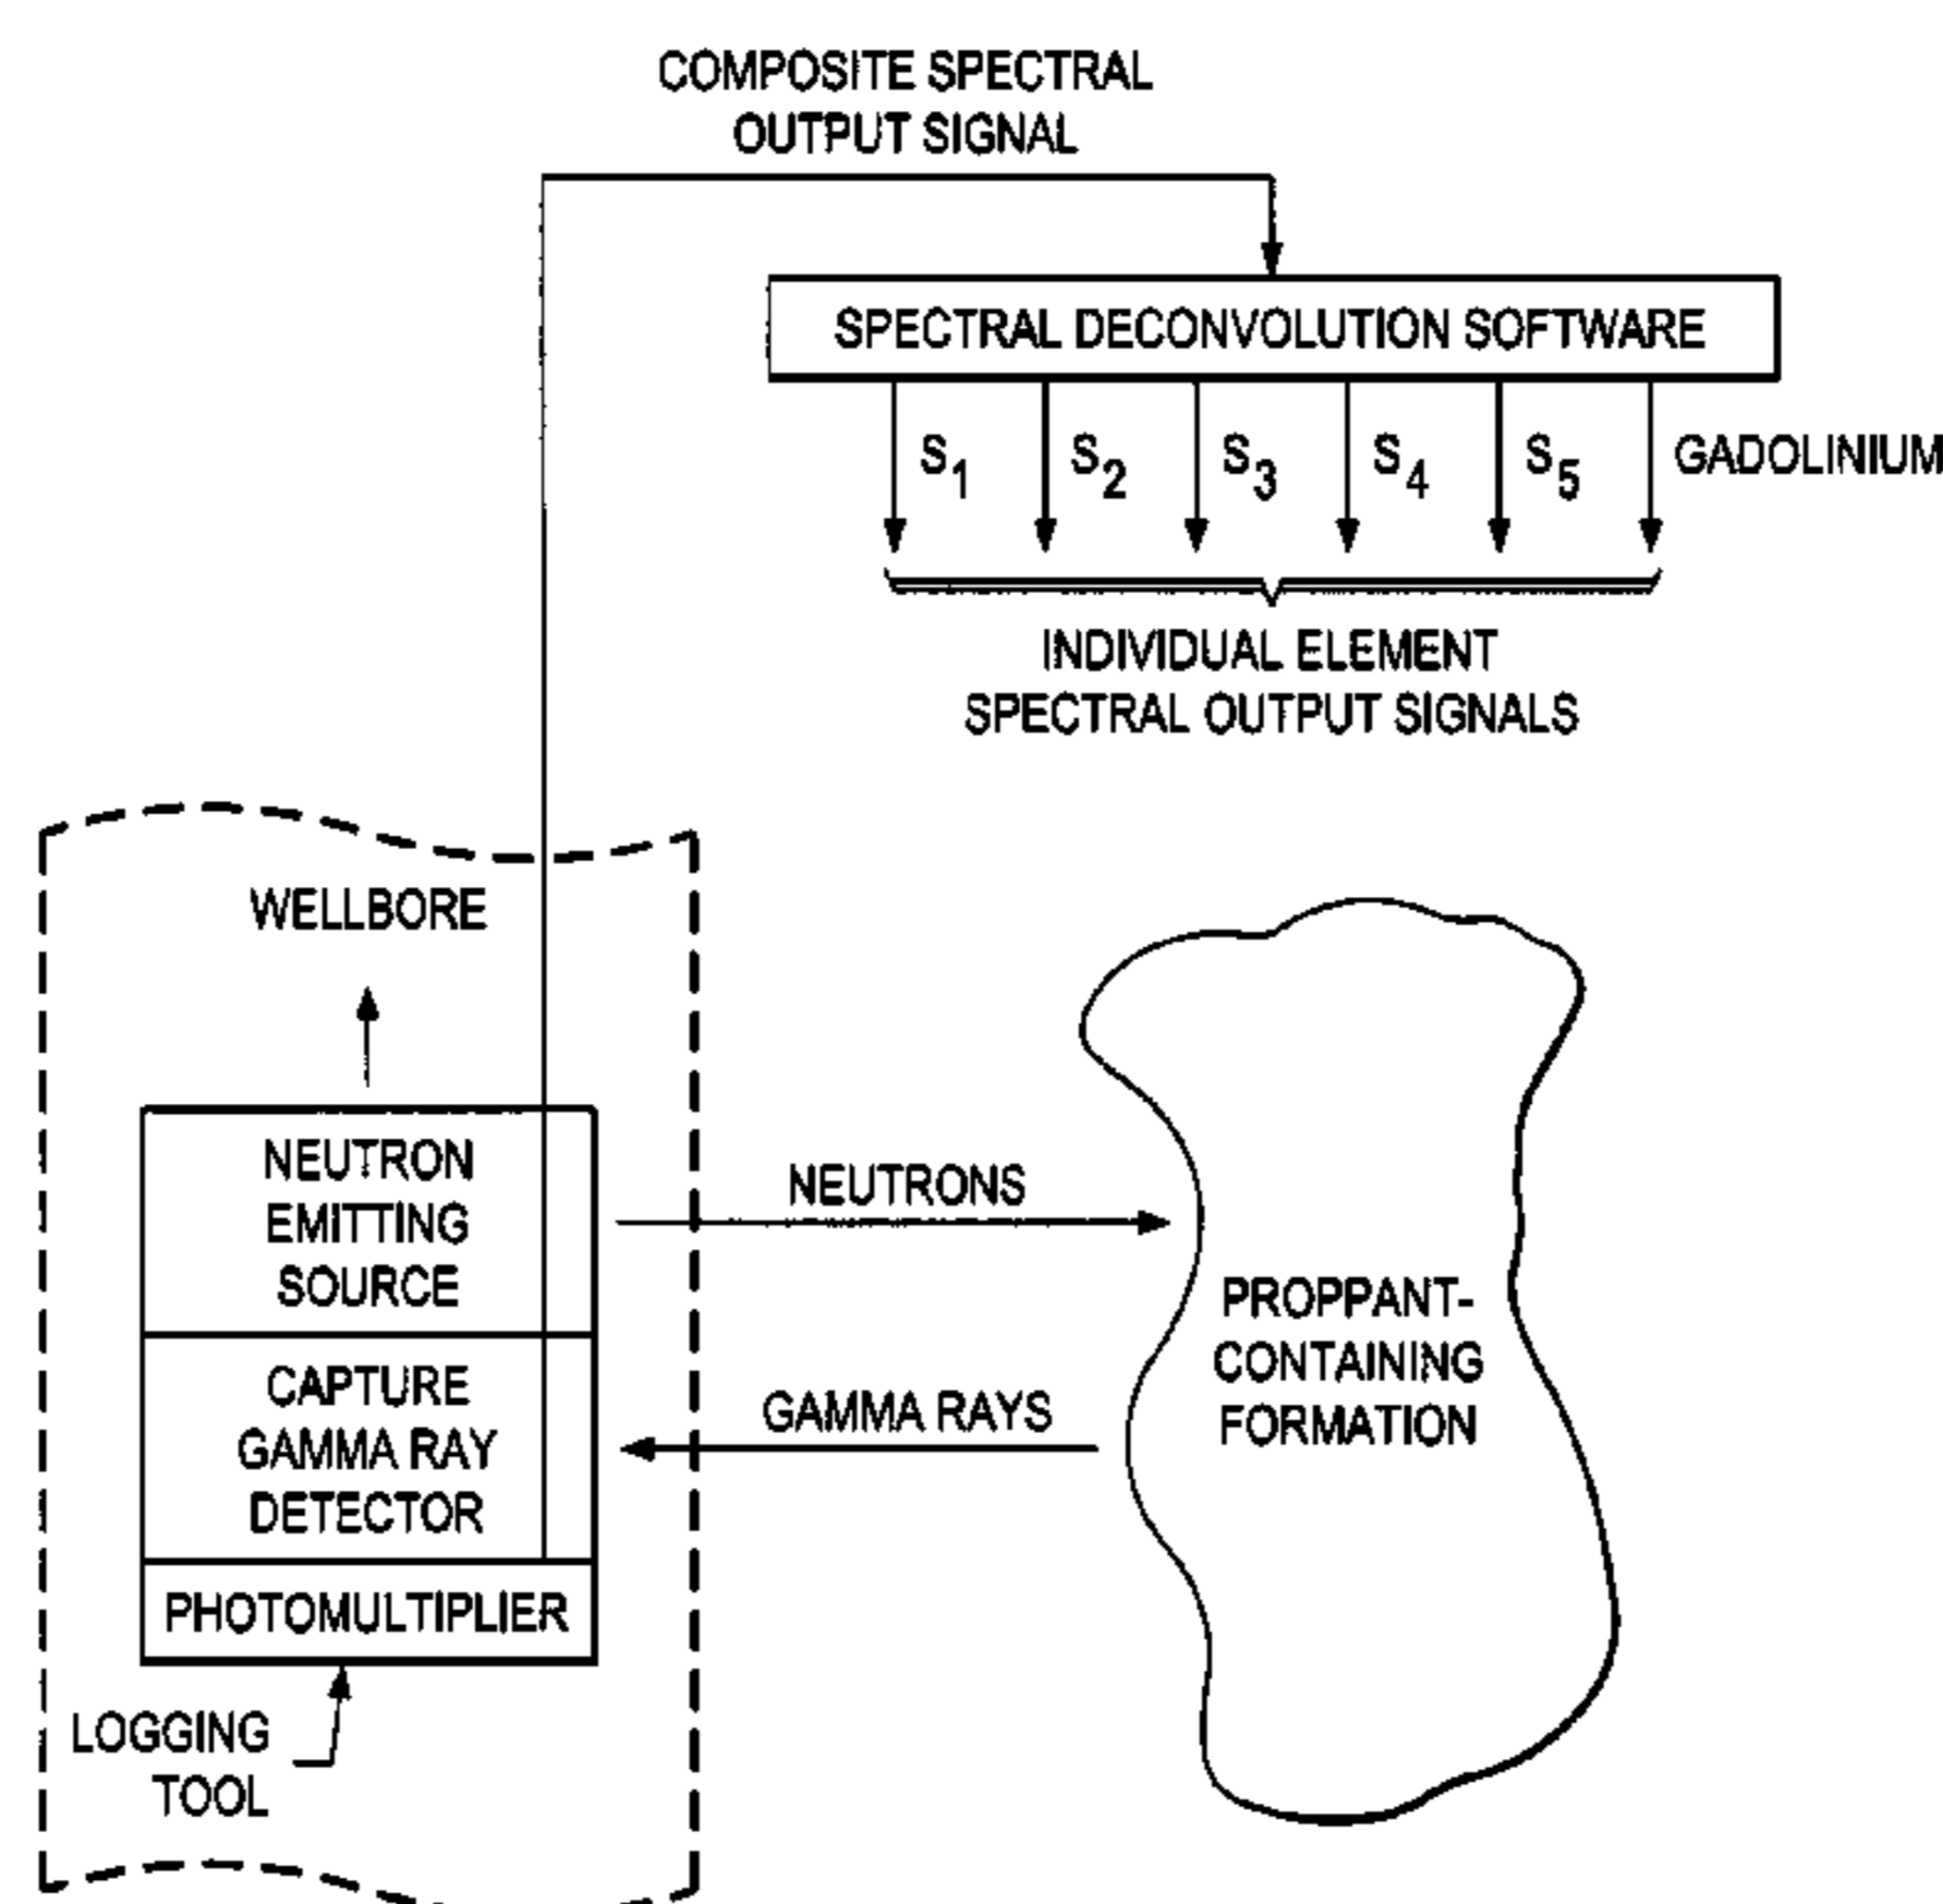 COMPOSITE SPECTRAL
OUTPUT SIGNAL
SPECTRAL DECONVOLUTION SOFTWARE
S1 S2 S3 S4 S5 GADOLINIUM
INDIVIDUAL ELEMENT
SPECTRAL OUTPUT SIGNALS
WELLBORE
NEUTRON
EMITTING
SOURCE
CAPTURE
GAMMA RAY
DETECTOR
PHOTOMULTIPLIER
LOGGING
TOOL
NEUTRONS
GAMMA RAYS
PROPPANT-
CONTAINING
FORMATION